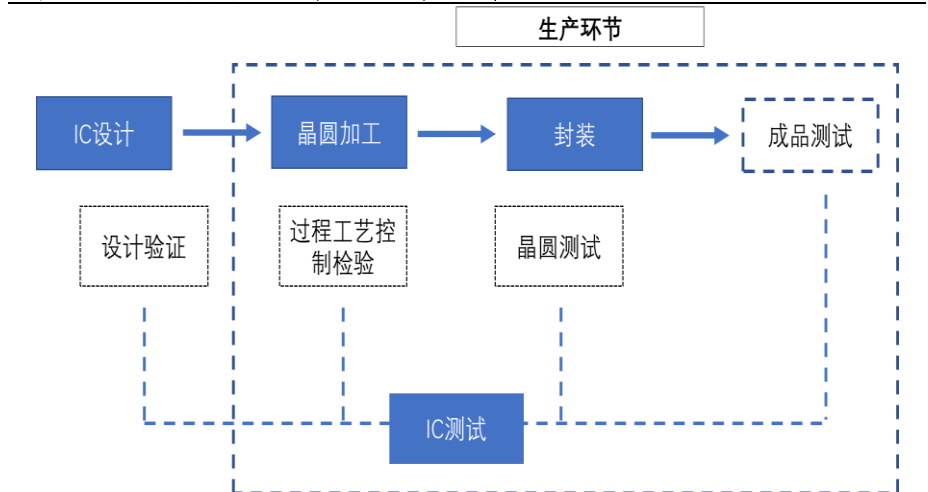 生产环节
IC设计
晶圆加工
封装
成品测试
设计验证
过程工艺控
制检验
晶圆测试
IC测试